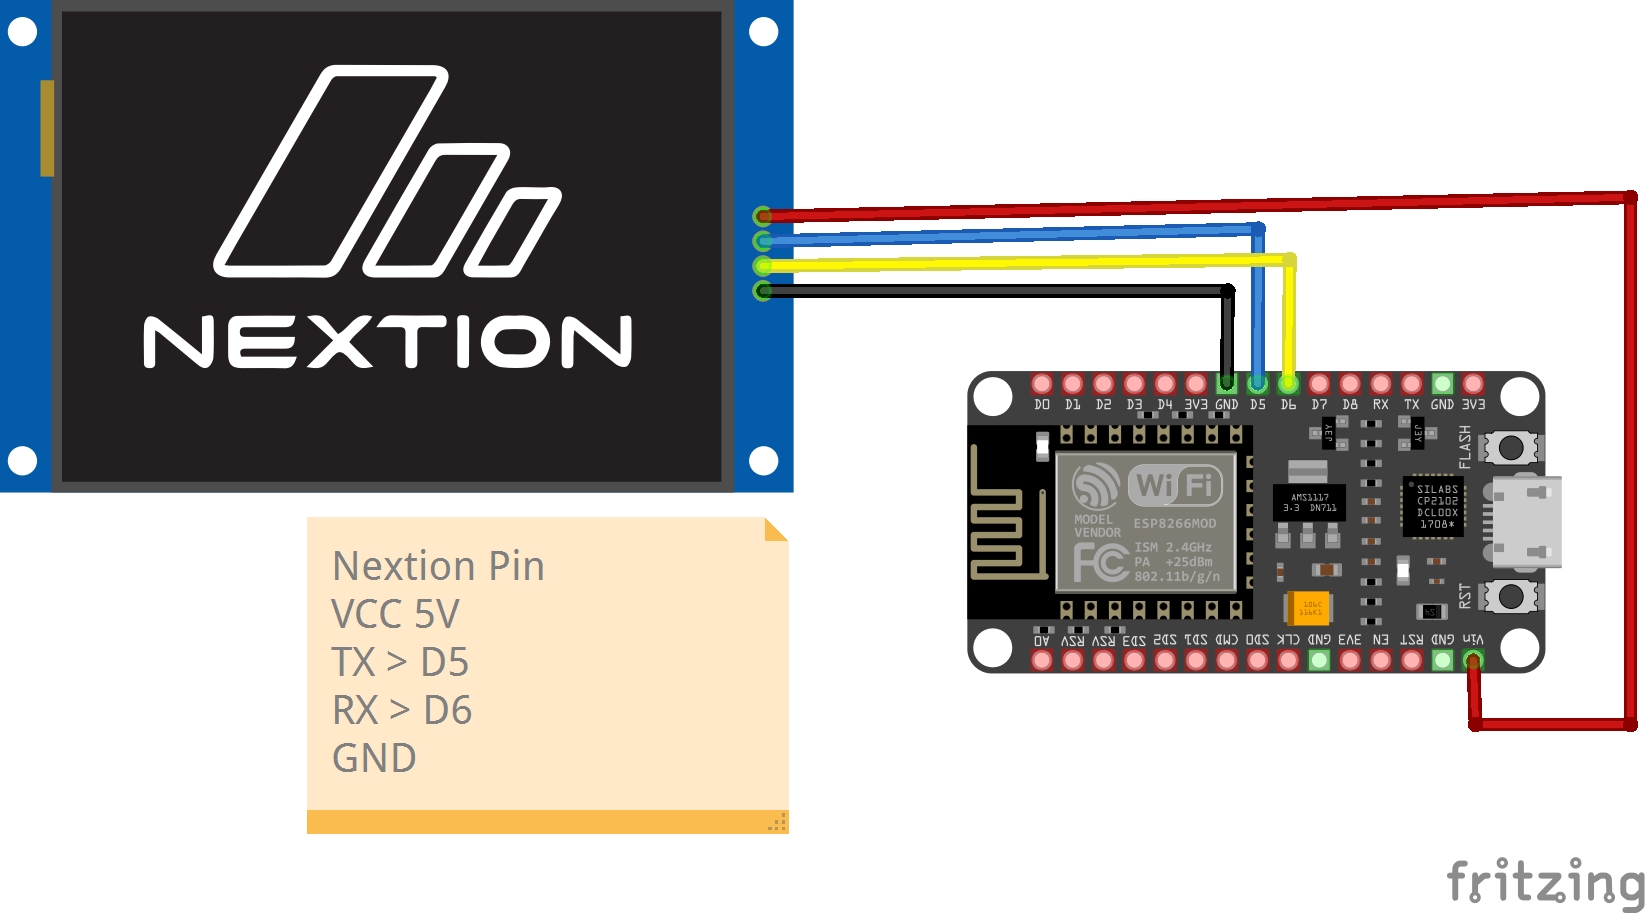 NEXTION
Nextion Pin
VCC 5V
TX > D5
RX > D6
GND
D0 D1 D2 D3 D4 3V3 GND D5 D6 D7 D8 RX TX GND 3V3
FLASH
WiFi
MODEL
VENDOR
ESP8266MOD
FC
ISM 2.4GHz
PA +25dBm
802.11b/g/n
AMS1117
3.3 DN711
SILABS
CP2102
DCL00X
1708*
RST
A0 RSV RSV SD3 SD2 SD1 CMD SD0 CLK GND 3V3 EN RST GND Vin
fritzing